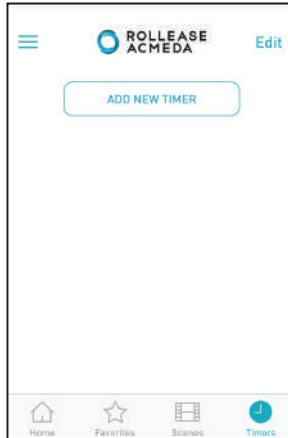 ROLLEASE
ACMEDA
Edit
ADD NEW TIMER
Home Favorites Scenes Timers